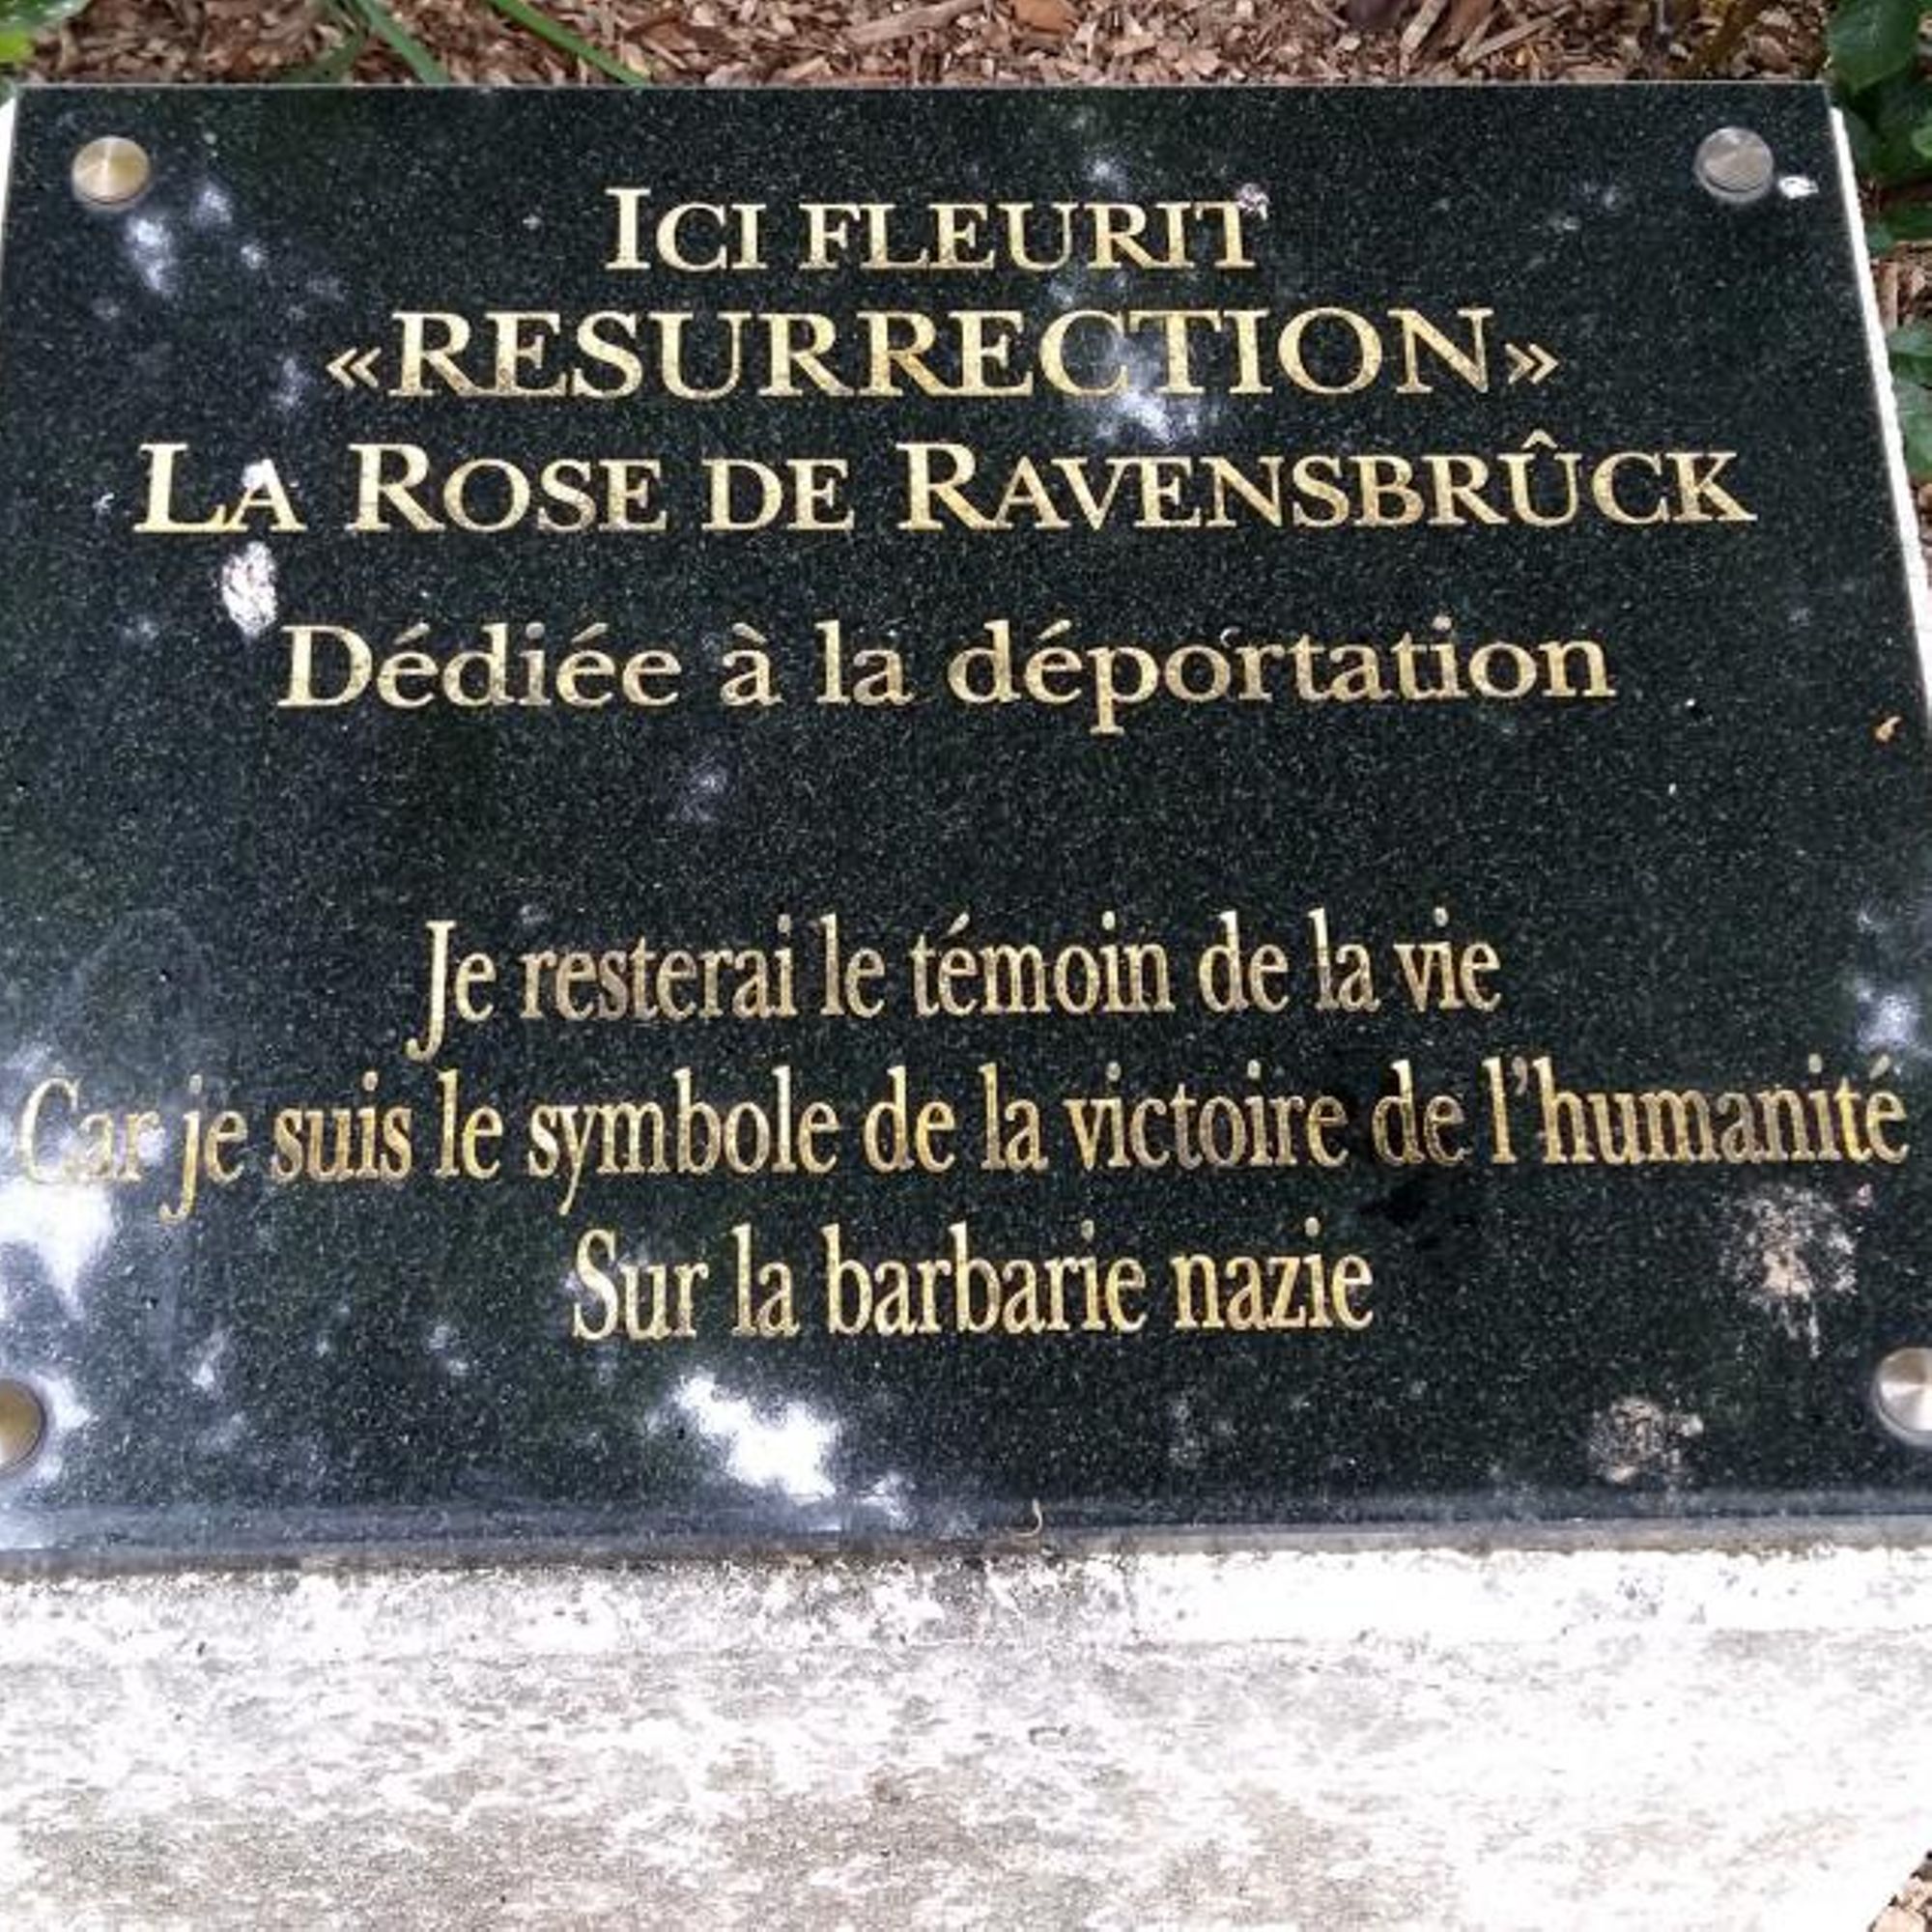 ICI FLEURIT
«RESURRECTION»
LA ROSE DE RAVENSBRÛCK
Dédiée à la déportation
Je resterai le témoin de la vie
Car je suis le symbole de la victoire de l'humanité
Sur la barbarie nazie